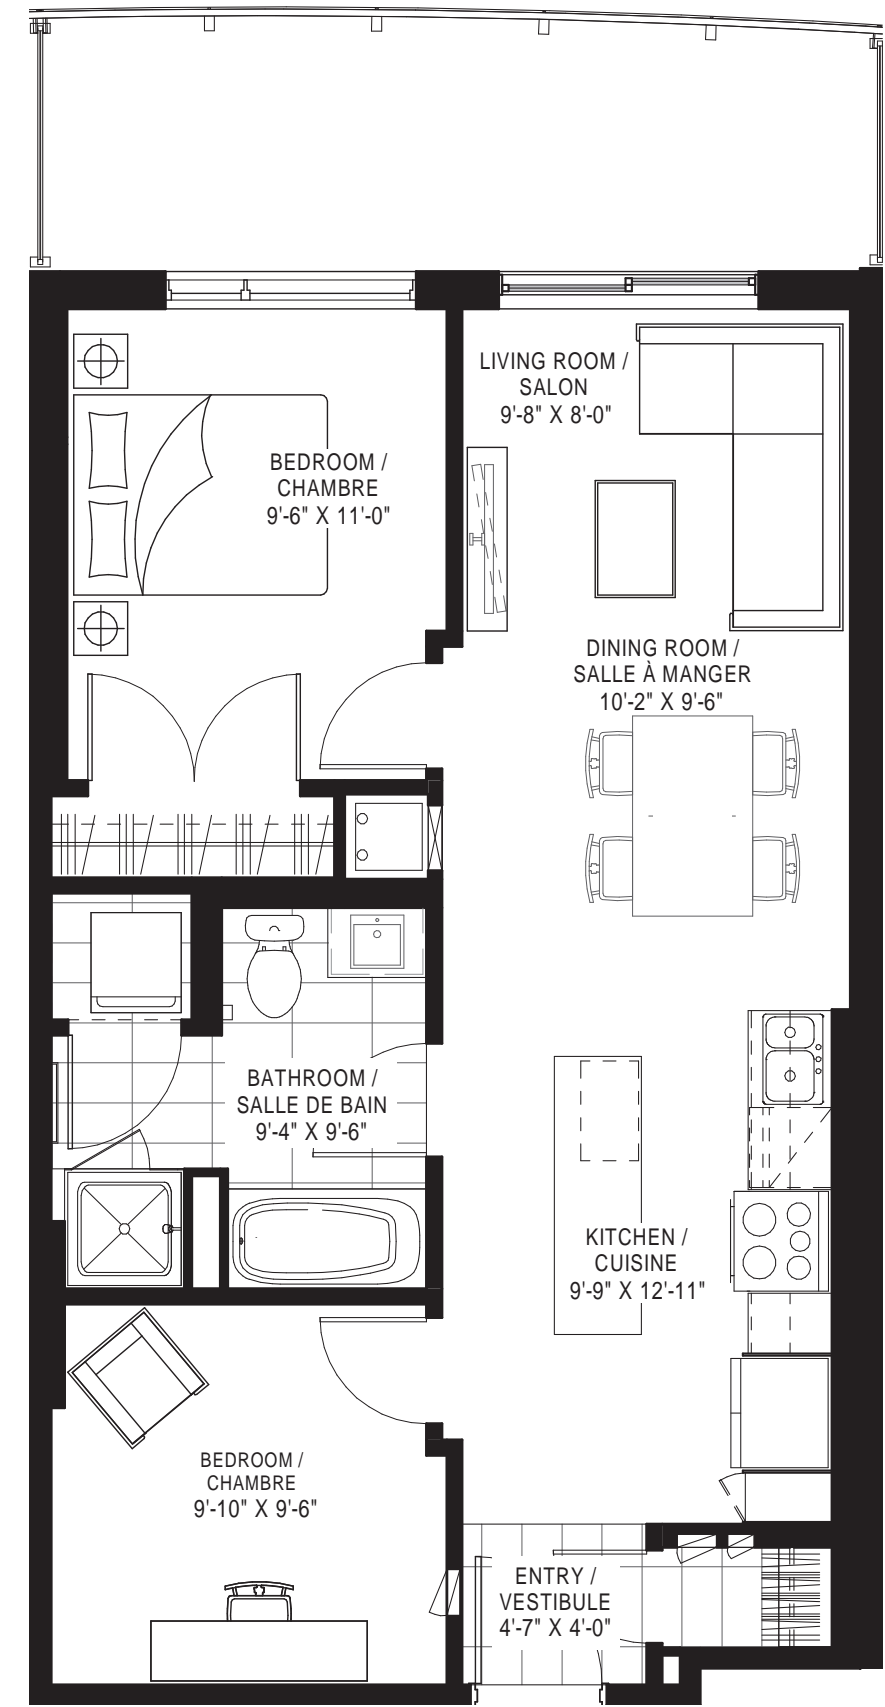 LIVING ROOM /
SALON
9'-8" X 8'-0"
BEDROOM /
CHAMBRE
9'-6" X 11'-0"
DINING ROOM /
SALLE À MANGER
10'-2" X 9'-6"
BATHROOM /
SALLE DE BAIN
9'-4" X 9'-6"
KITCHEN /
CUISINE
9'-9" X 12'-11"
BEDROOM /
CHAMBRE
9'-10" X 9'-6"
ENTRY /
VESTIBULE
4'-7" X 4'-0"